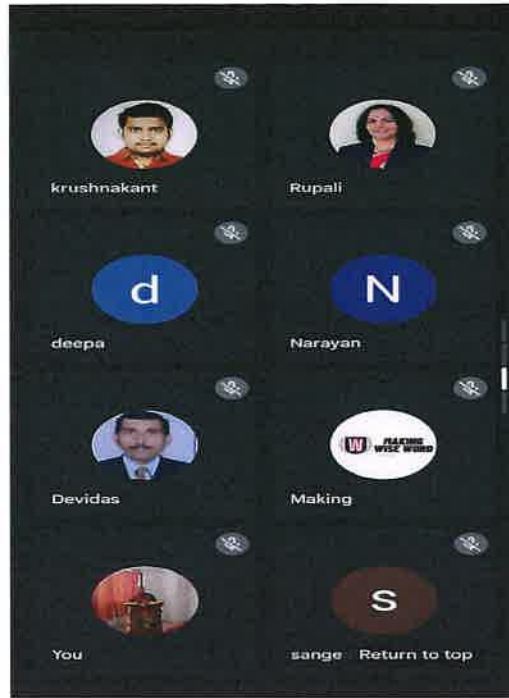 krushnakant
Rupali
d
N
deepa
Narayan
W MAKING
WISE WORD
Devidas
Making
S
You
sange Return to top